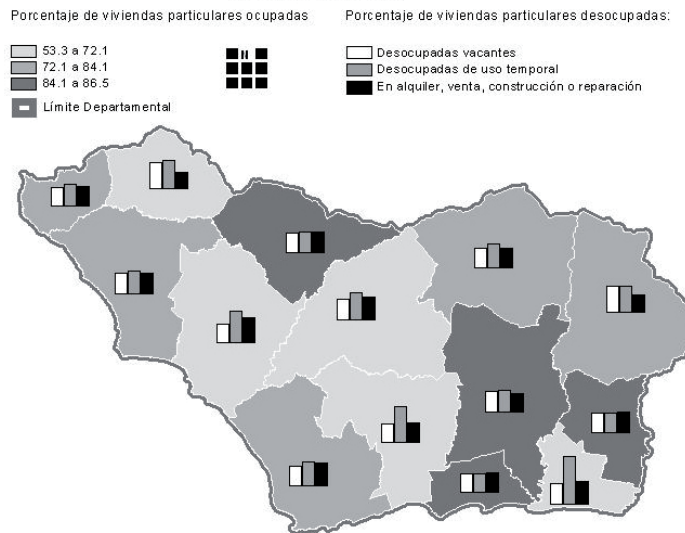 Porcentaje de viviendas particulares ocupadas
53.3 a 72.1
72.1 a 84.1
84.1 a 86.5
Límite Departamental
Porcentaje de viviendas particulares desocupadas:
Desocupadas vacantes
Desocupadas de uso temporal
En alquiler, venta, construcción o reparación